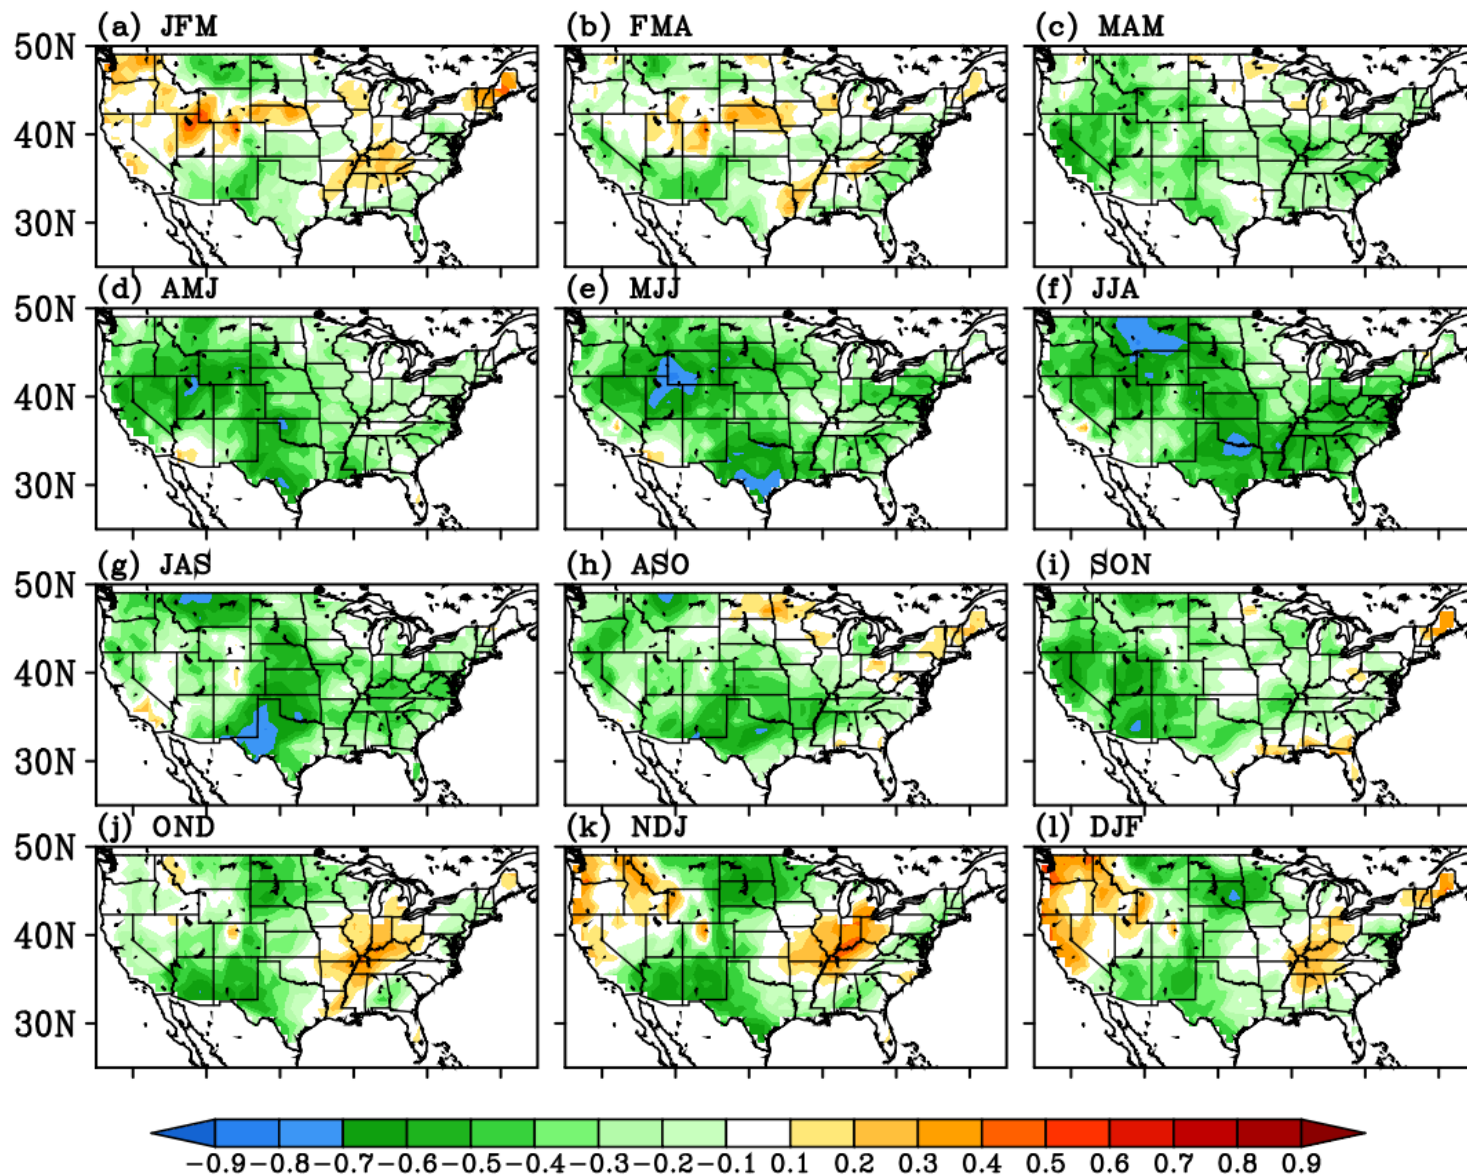 (a) JFM (b) FMA (c) MAM
50N
40N
30N
(d) AMJ (e) MJJ (f) JJA
50N
40N
30N
(g) JAS (h) ASO (i) SON
50N
40N
30N
(j) OND (k) NDJ (l) DJF
50N
40N
30N
-0.9 -0.8 -0.7 -0.6 -0.5 -0.4 -0.3 -0.2 -0.1 0.1 0.2 0.3 0.4 0.5 0.6 0.7 0.8 0.9